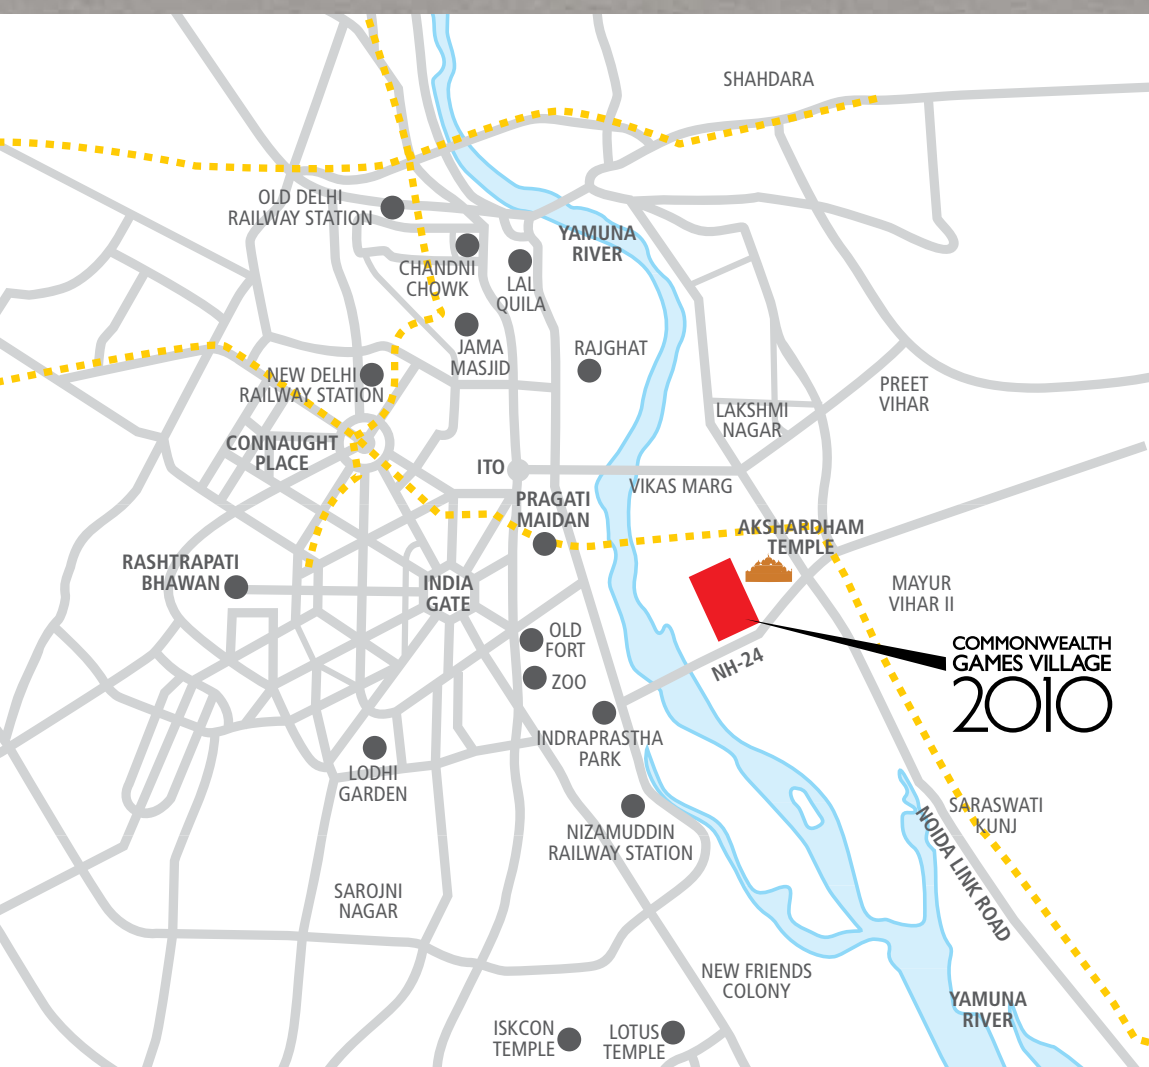 SHAHDARA
OLD DELHI
RAILWAY STATION
YAMUNA
RIVER
CHANDNI
CHOWK
LAL
QUILA
JAMA
MASJID
RAJGHAT
NEW DELHI
RAILWAY STATION
PREET
VIHAR
LAKSHMI
NAGAR
CONNAUGHT
PLACE
ITO
VIKAS MARG
PRAGATI
MAIDAN
AKSHARDHAM
TEMPLE
RASHTRAPATI
BHAWAN
INDIA
GATE
MAYUR
VIHAR II
OLD
FORT
ZOO
NH-24
COMMONWEALTH
GAMES VILLAGE
2010
INDRAPRASTHA
PARK
LODHI
GARDEN
SARASWATI
KUNJ
NOIDA LINK ROAD
NIZAMUDDIN
RAILWAY STATION
SAROJNI
NAGAR
NEW FRIENDS
COLONY
YAMUNA
RIVER
ISKCON
TEMPLE
LOTUS
TEMPLE